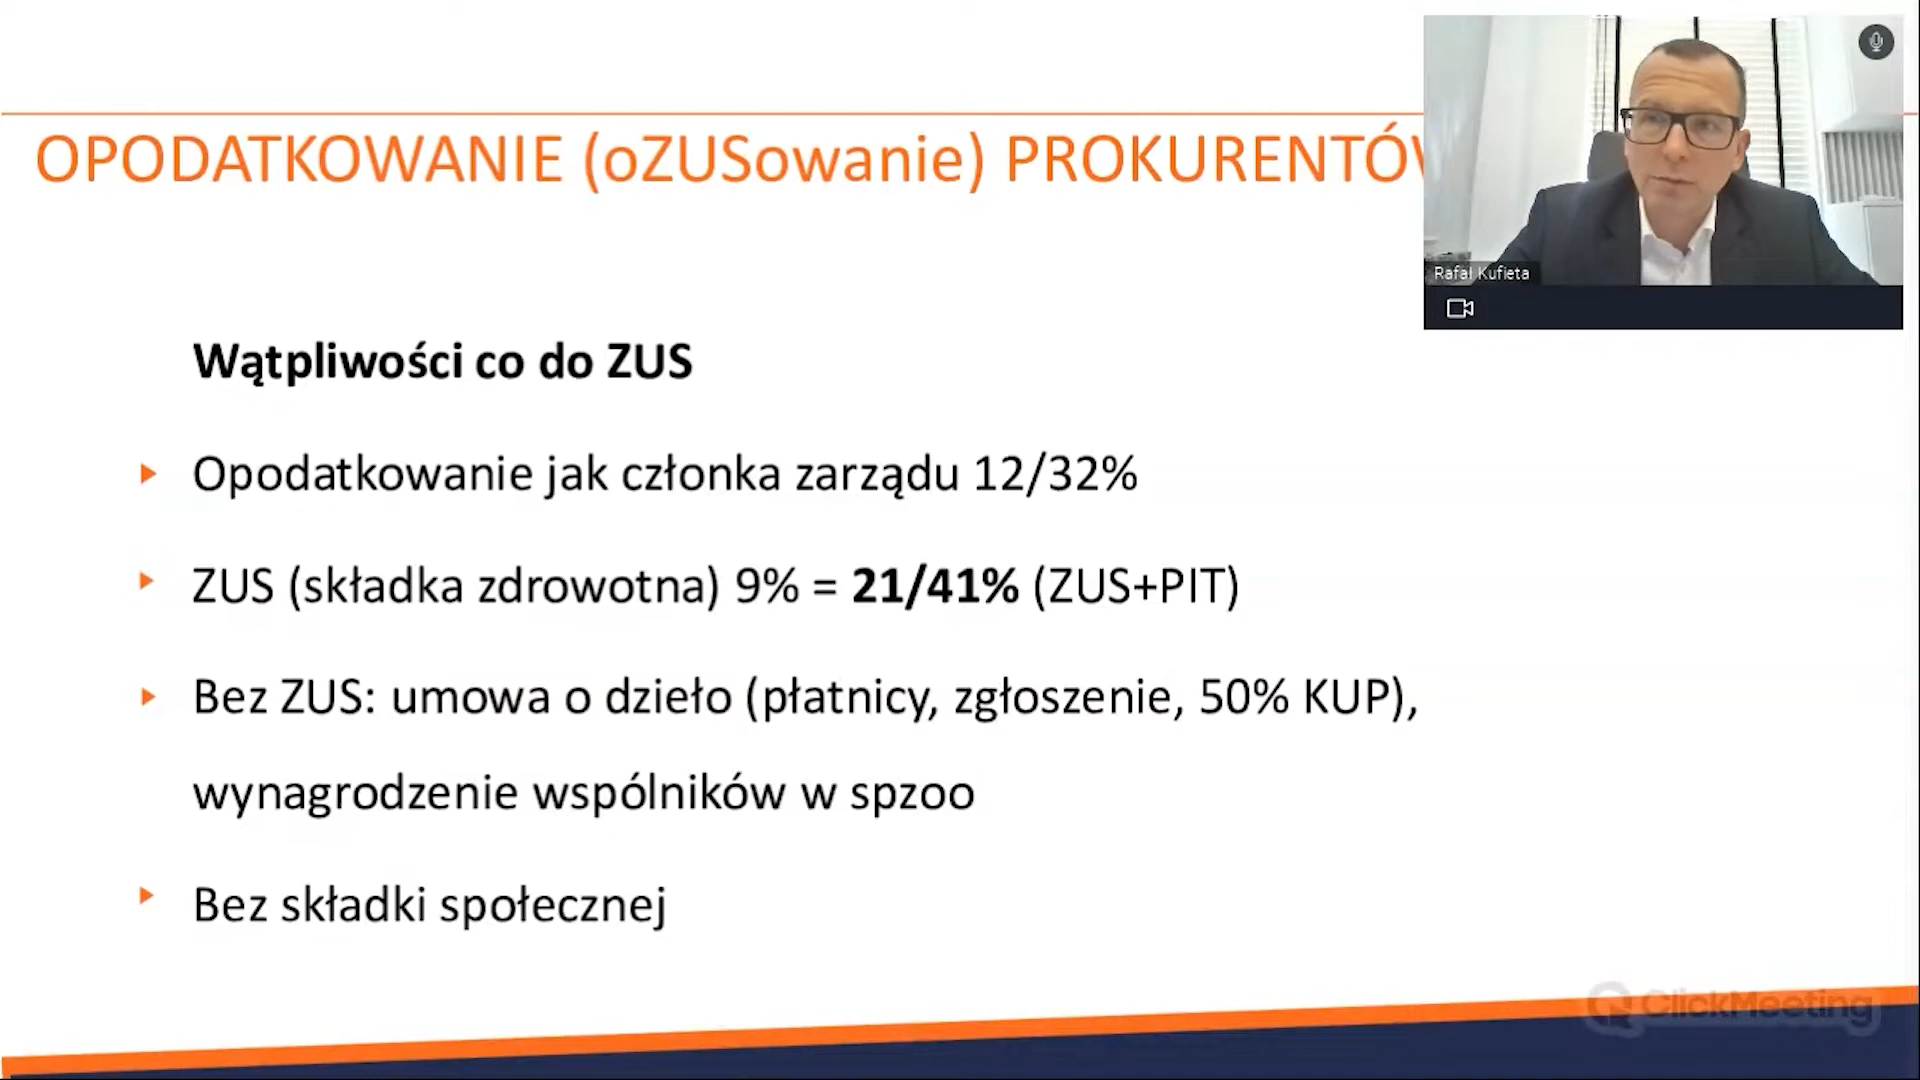 OPODATKOWANIE (oZUSowanie) PROKURENTÓW
Rafał Kufieta
Wątpliwości co do ZUS
Opodatkowanie jak członka zarządu 12/32%
ZUS (składka zdrowotna) 9% = 21/41% (ZUS+PIT)
Bez ZUS: umowa o dzieło (płatnicy, zgłoszenie, 50% KUP),
wynagrodzenie wspólników w spzoo
Bez składki społecznej
ClickMeeting